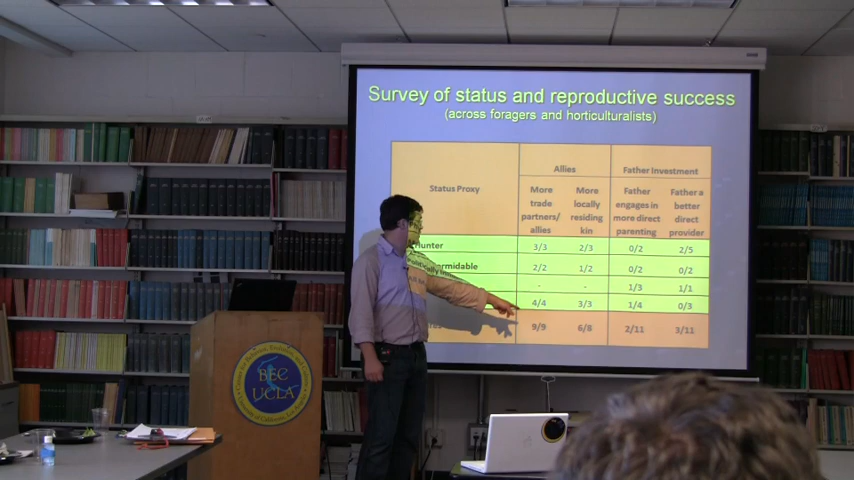 Survey of status and reproductive success
(across foragers and horticulturalists)
Status Proxy
Allies
Father Investment
More trade partners/ allies
More locally residing kin
Father engages in more direct parenting
Father a better direct provider
Hunter 3/3 2/3 0/2 2/5
2/2 1/2 0/2 0/2
- - 1/3 1/1
4/4 3/3 1/4 0/3
9/9 6/8 2/11 3/11
Politically
BEC
UCLA